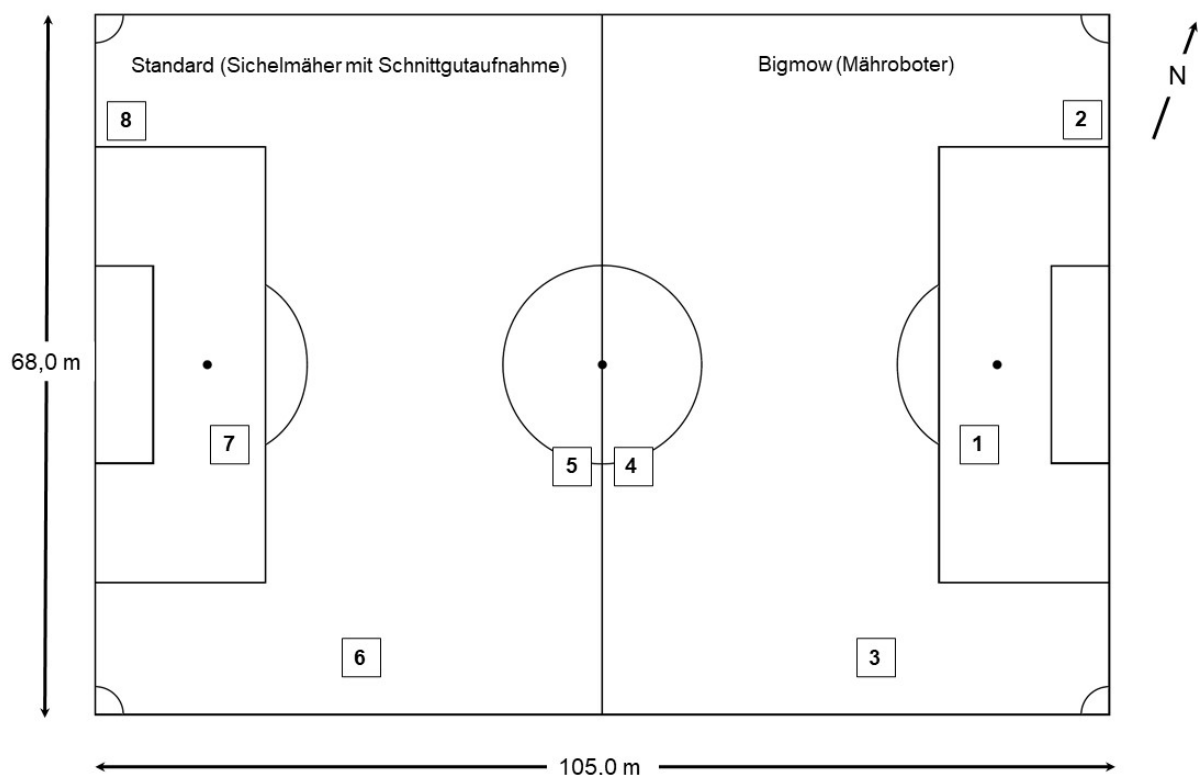 Standard (Sichelmäher mit Schnittgutaufnahme)
Bigmow (Mähroboter)
N
8
2
68,0 m
7
5
4
1
6
3
105,0 m